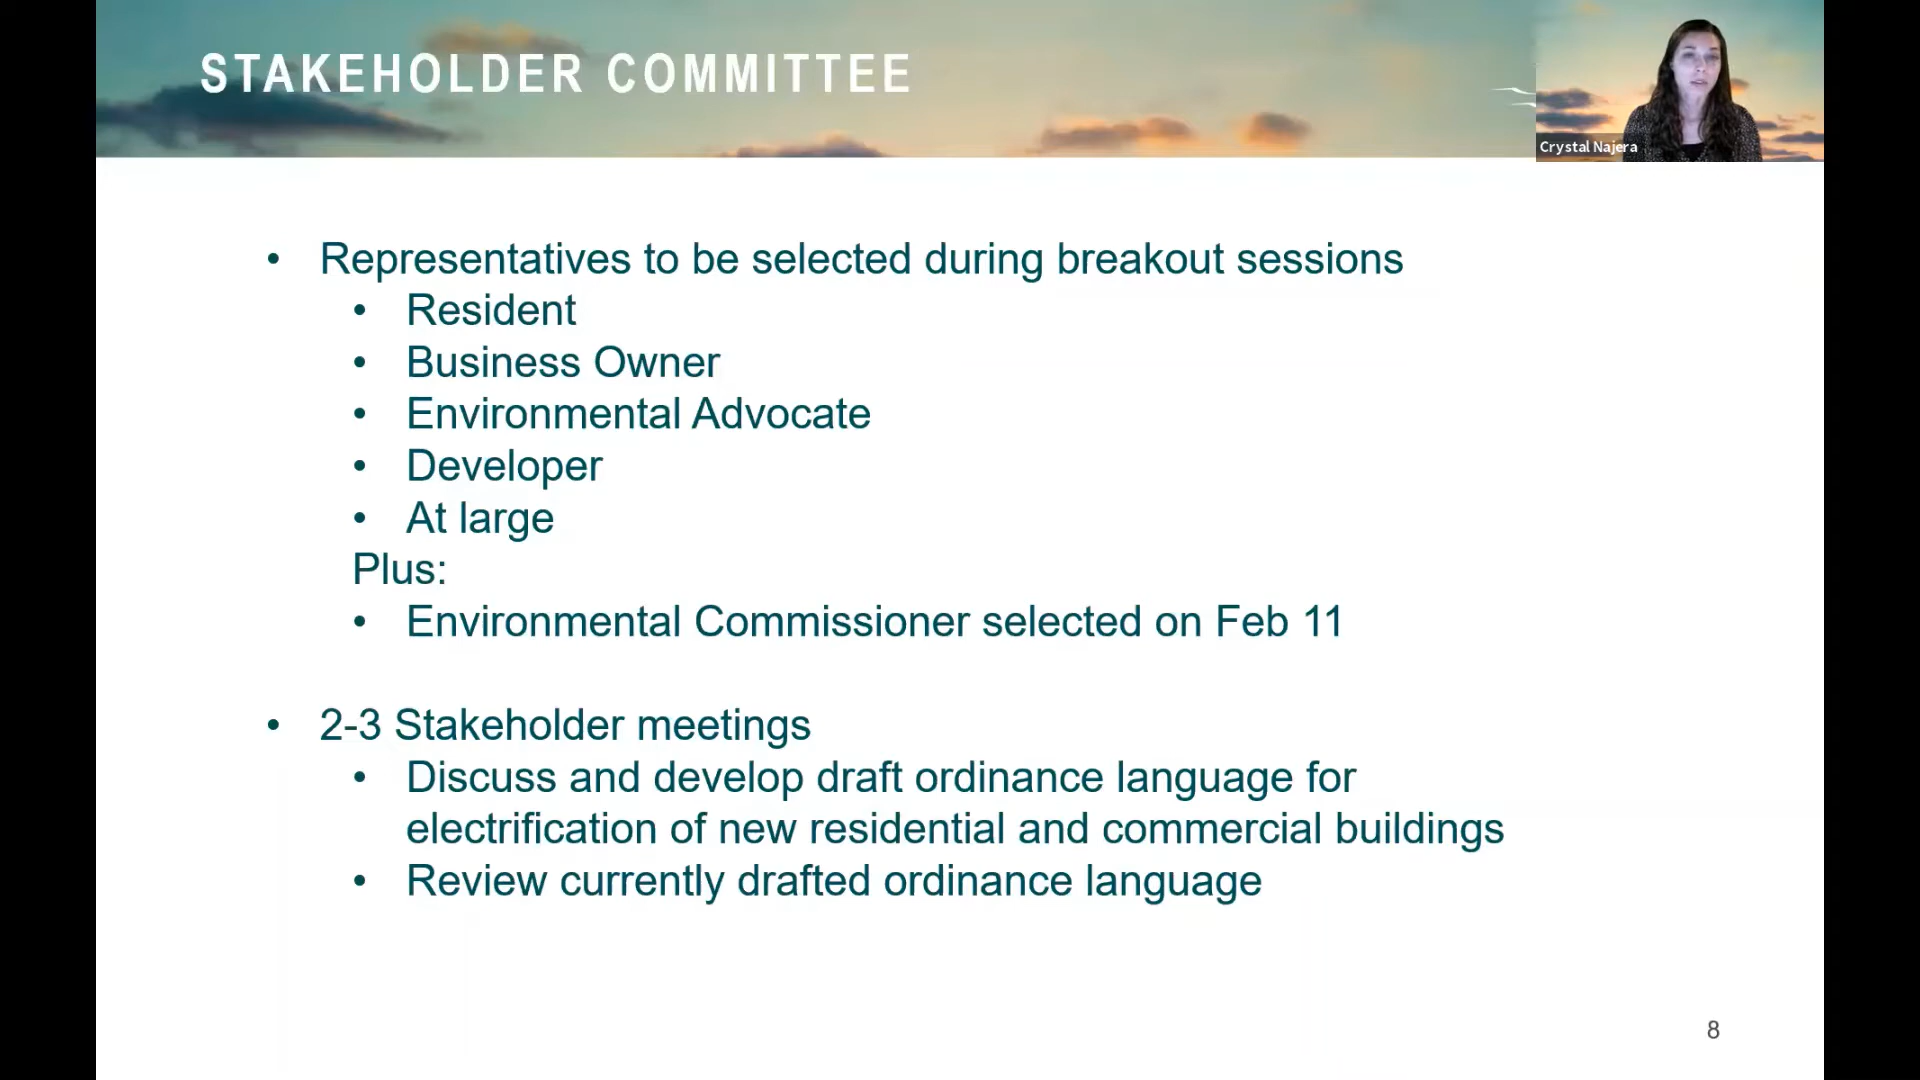 STAKEHOLDER COMMITTEE
Crystal Najera
• Representatives to be selected during breakout sessions
• Resident
• Business Owner
• Environmental Advocate
• Developer
• At large
Plus:
• Environmental Commissioner selected on Feb 11
• 2-3 Stakeholder meetings
• Discuss and develop draft ordinance language for
electrification of new residential and commercial buildings
• Review currently drafted ordinance language
8